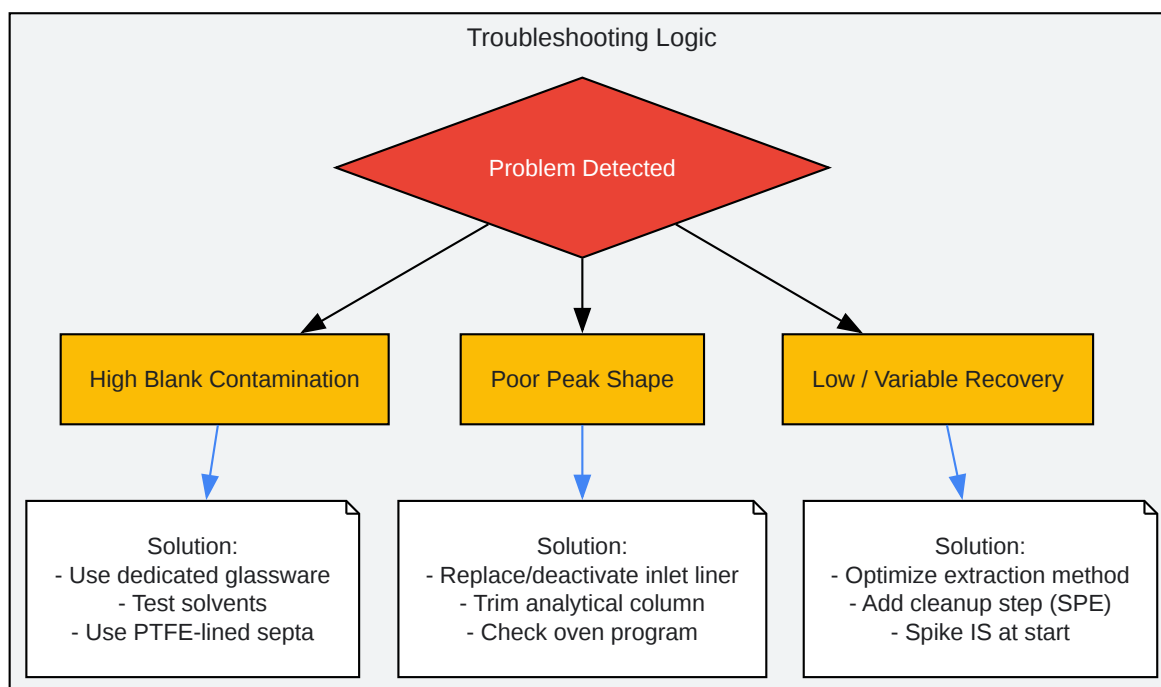 Troubleshooting Logic
Problem Detected
High Blank Contamination
Poor Peak Shape
Low / Variable Recovery
Solution:
- Use dedicated glassware
- Test solvents
- Use PTFE-lined septa
Solution:
- Replace/deactivate inlet liner
- Trim analytical column
- Check oven program
Solution:
- Optimize extraction method
- Add cleanup step (SPE)
- Spike IS at start